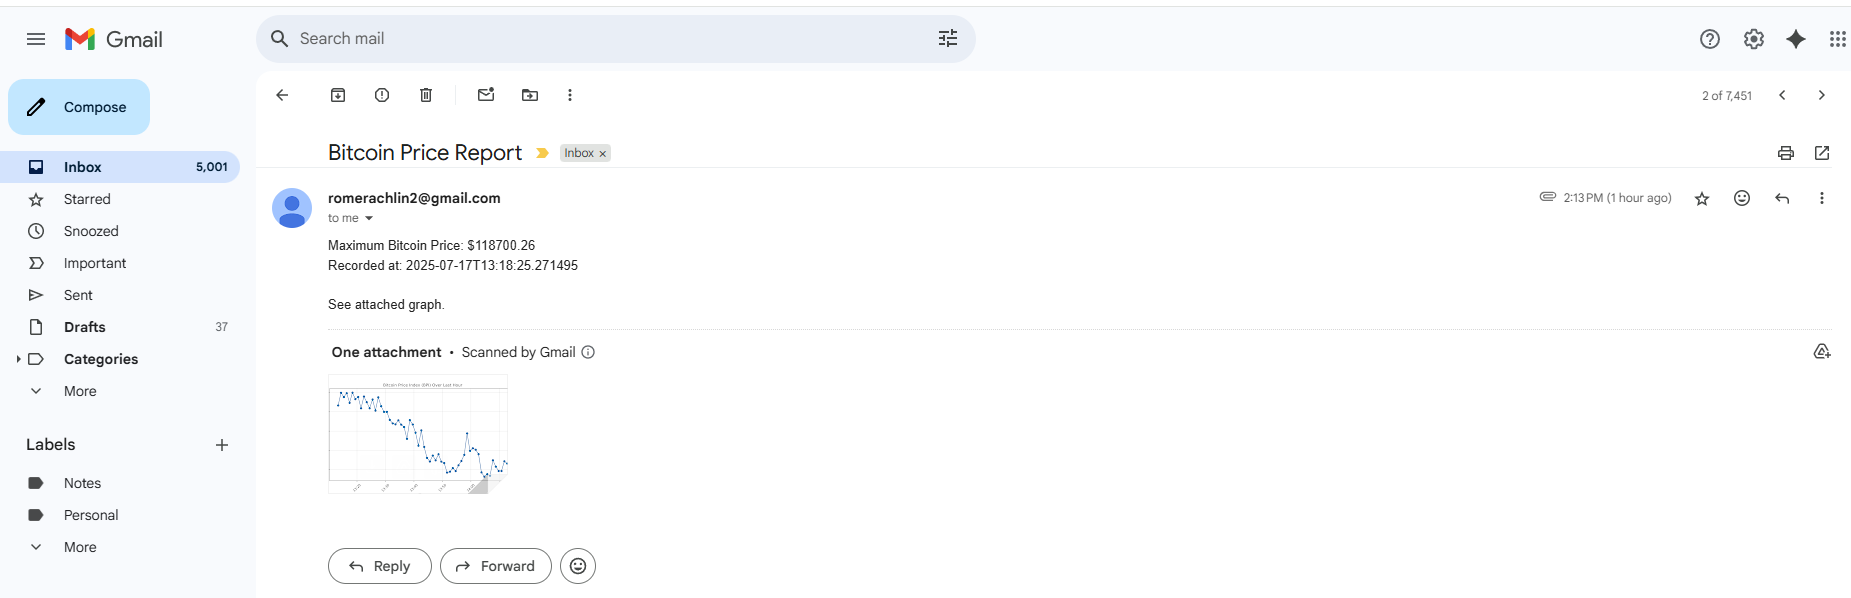 Gmail
Search mail
Compose
2 of 7,451
Inbox 5,001
Starred
Snoozed
Important
Sent
Drafts 37
Categories
More
Labels
Notes
Personal
More
Bitcoin Price Report Inbox ×
romerachlin2@gmail.com 2:13 PM (1 hour ago)
to me
Maximum Bitcoin Price: $118700.26
Recorded at: 2025-07-17T13:18:25.271495
See attached graph.
One attachment • Scanned by Gmail
Bitcoin Price Index (BPI) Over Last Hour
Reply Forward